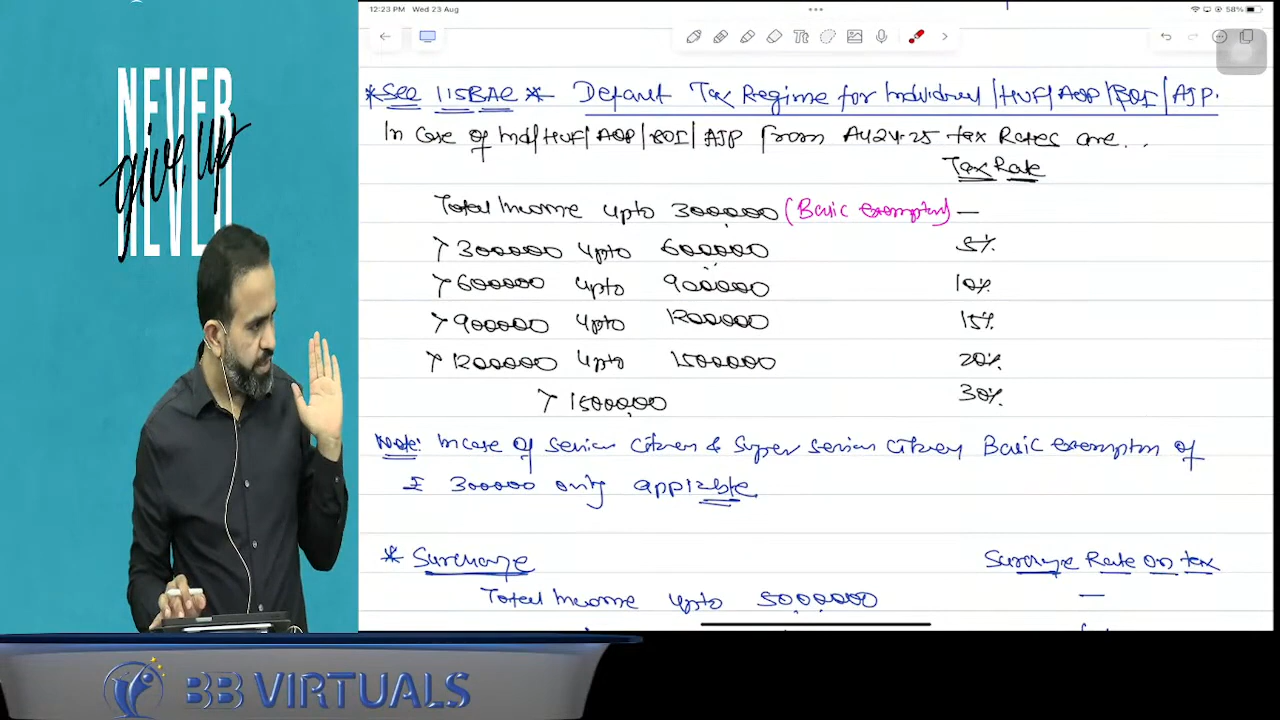 12:23 PM Wed 23 Aug
58%
NEVER
give up
NEVER
*Sec 115BAC * Default Tax Regime for Individual /HUF/AOP/BOI/AJP.
In case of Ind/HUF/AOP/BOI/AJP from AY24-25 tax Rates are..
Tax Rate
Total Income upto 300000 (Basic exemption) —
> 300000 upto 600000 5%
> 600000 upto 900000 10%
> 900000 upto 1200000 15%
> 1200000 upto 1500000 20%
> 1500000 30%
Note: In case of senior citizen & super senior citizen Basic exemption of
₹ 300000 only applicable
* Surcharge Surcharge Rate on tax
Total Income upto 5000000 —
BB VIRTUALS